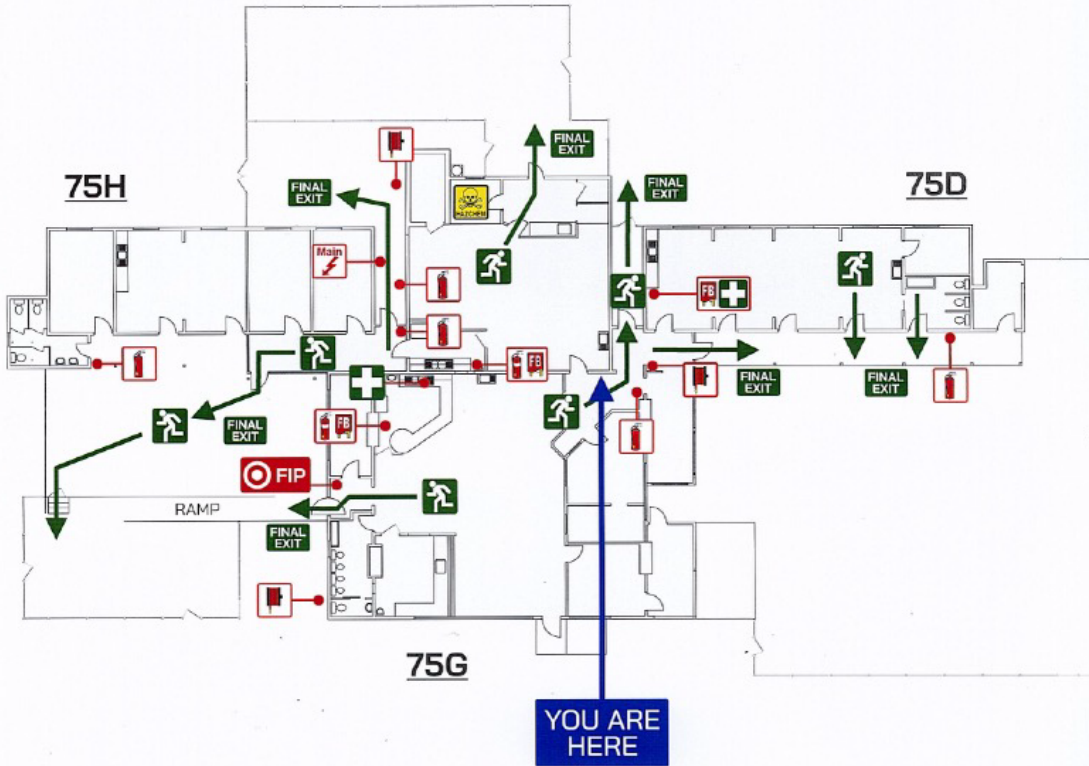 FINAL
EXIT
75H
75D
FINAL
EXIT
FINAL
EXIT
HAZCHEM
Main
FB
FB
FINAL
EXIT
FINAL
EXIT
FB
FINAL
EXIT
FIP
RAMP
FINAL
EXIT
75G
YOU ARE
HERE